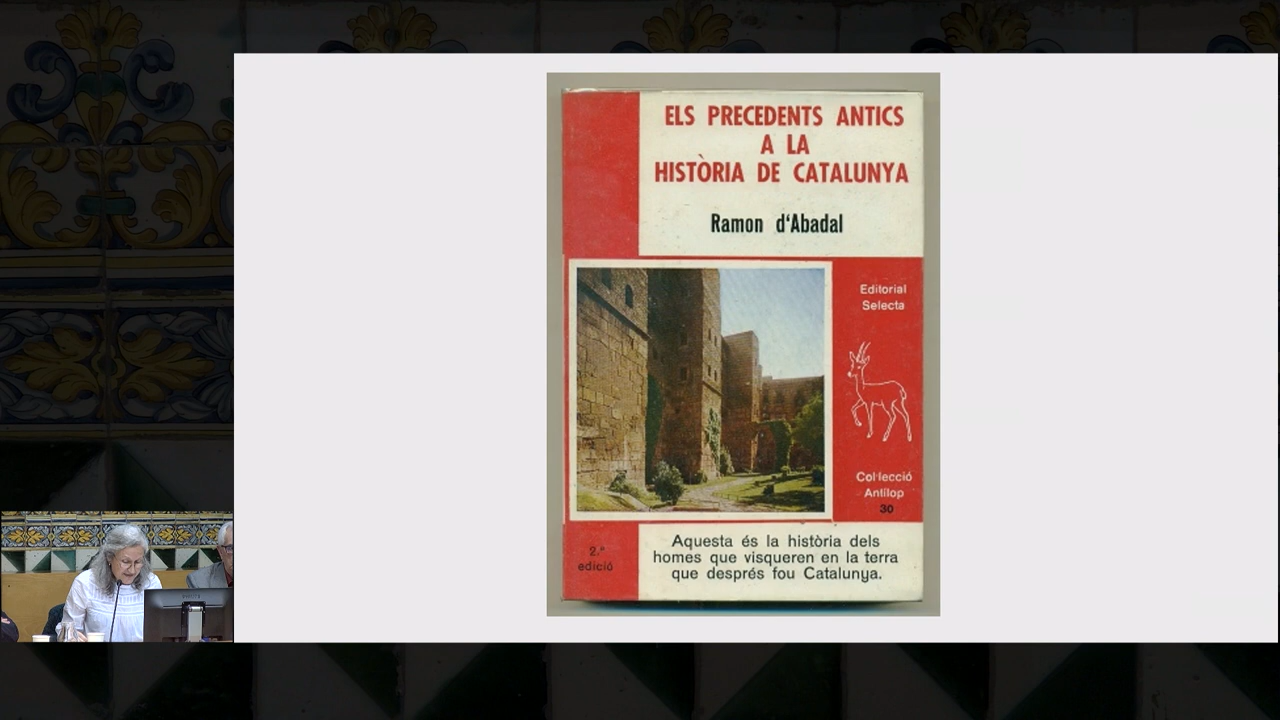 ELS PRECEDENTS ANTICS
A LA
HISTÒRIA DE CATALUNYA
Ramon d'Abadal
Editorial
Selecta
Col·lecció
Antílop
30
2.ª
edició
Aquesta és la història dels
homes que visqueren en la terra
que després fou Catalunya.